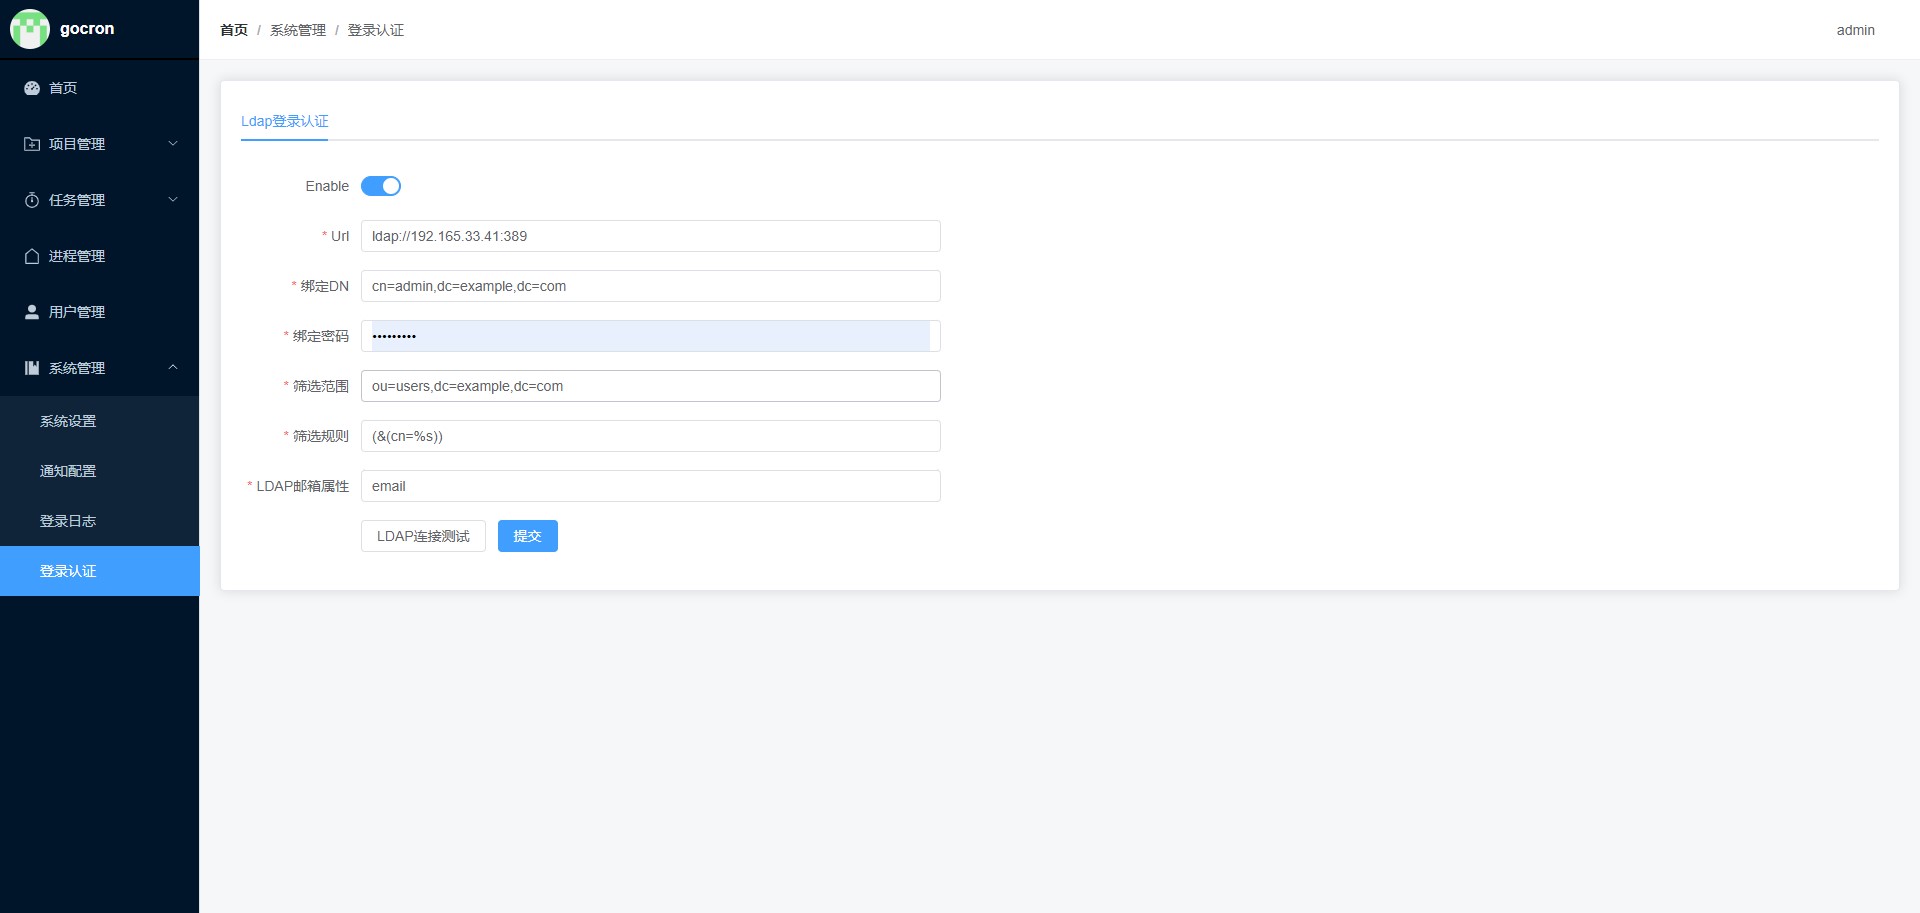 gocron
首页 / 系统管理 / 登录认证
admin
首页
项目管理
任务管理
进程管理
用户管理
系统管理
系统设置
通知配置
登录日志
登录认证
Ldap登录认证
Enable
* Url ldap://192.165.33.41:389
* 绑定DN cn=admin,dc=example,dc=com
* 绑定密码 •••••••••
* 筛选范围 ou=users,dc=example,dc=com
* 筛选规则 (&(cn=%s))
* LDAP邮箱属性 email
LDAP连接测试 提交